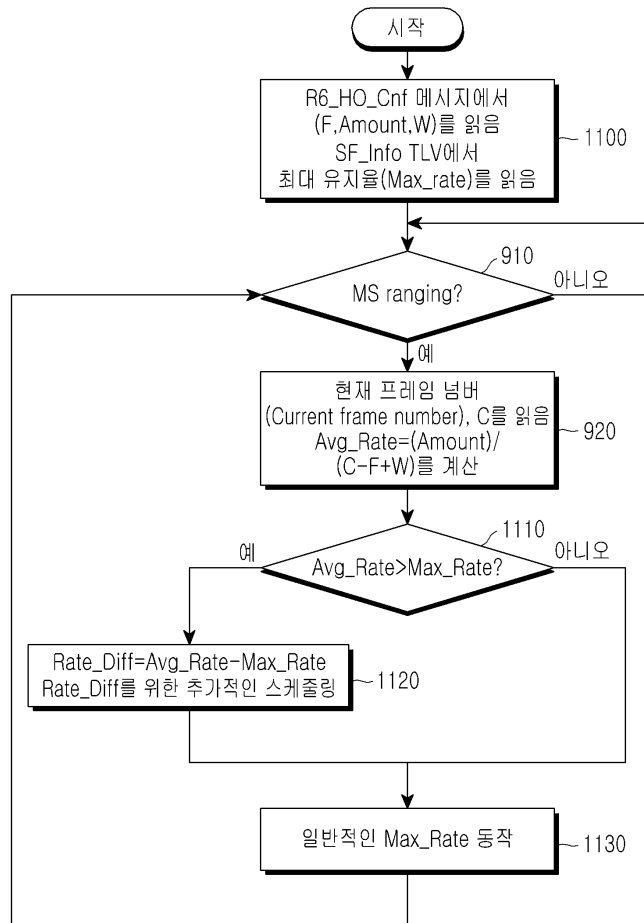 시작
R6_HO_Cnf 메시지에서
(F,Amount,W)를 읽음
SF_Info TLV에서
최대 유지율(Max_rate)를 읽음
1100
910
MS ranging?
아니오
예
현재 프레임 넘버
(Current frame number), C를 읽음
Avg_Rate=(Amount)/
(C-F+W)를 계산
920
1110
예
Avg_Rate>Max_Rate?
아니오
Rate_Diff=Avg_Rate-Max_Rate
Rate_Diff를 위한 추가적인 스케줄링
1120
일반적인 Max_Rate 동작
1130